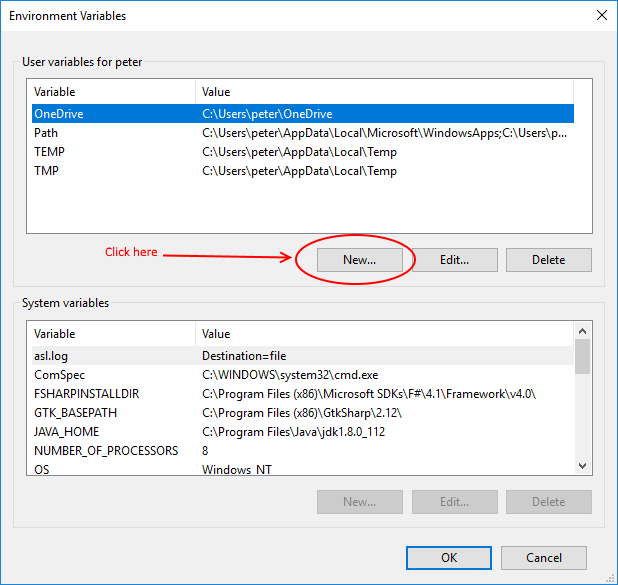 Environment Variables
User variables for peter
Variable Value
OneDrive C:\Users\peter\OneDrive
Path C:\Users\peter\AppData\Local\Microsoft\WindowsApps;C:\Users\p...
TEMP C:\Users\peter\AppData\Local\Temp
TMP C:\Users\peter\AppData\Local\Temp
Click here New... Edit... Delete
System variables
Variable Value
asl.log Destination=file
ComSpec C:\WINDOWS\system32\cmd.exe
FSHARPINSTALLDIR C:\Program Files (x86)\Microsoft SDKs\F#\4.1\Framework\v4.0\
GTK_BASEPATH C:\Program Files (x86)\GtkSharp\2.12\
JAVA_HOME C:\Program Files\Java\jdk1.8.0_112
NUMBER_OF_PROCESSORS 8
OS Windows_NT
New... Edit... Delete
OK Cancel